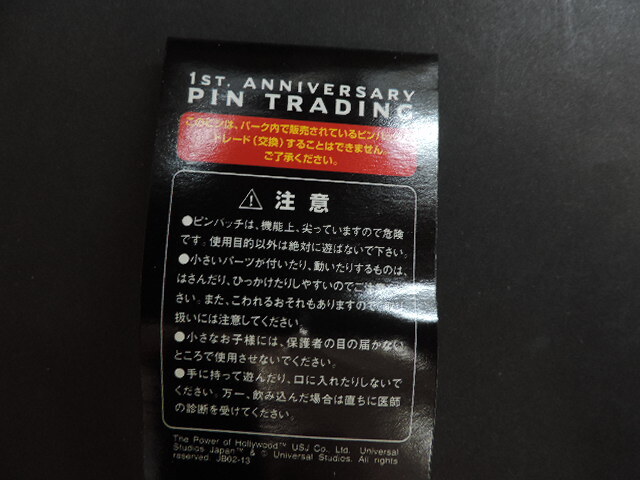 1ST. ANNIVERSARY
PIN TRADING
このピンは、パーク内で販売されているピンバッ
トレード(交換)することはできません
ご了承ください。
⚠ 注意
●ピンバッチは、機能上、尖っていますので危険
です。使用目的以外は絶対に遊ばないで下さい。
●小さいパーツが付いたり、動いたりするものは、
はさんだり、ひっかけたりしやすいのでご注意
さい。また、こわれるおそれもありますので、
扱いには注意してください。
●小さなお子様には、保護者の目の届かない
ところで使用させないでください。
●手に持って遊んだり、口に入れたりしないで
ください。万一、飲み込んだ場合は直ちに医師
の診断を受けてください。
The Power of Hollywood™ USJ Co., Ltd. Universal
Studios Japan™ & © Universal Studios. All rights
reserved. JB02-13